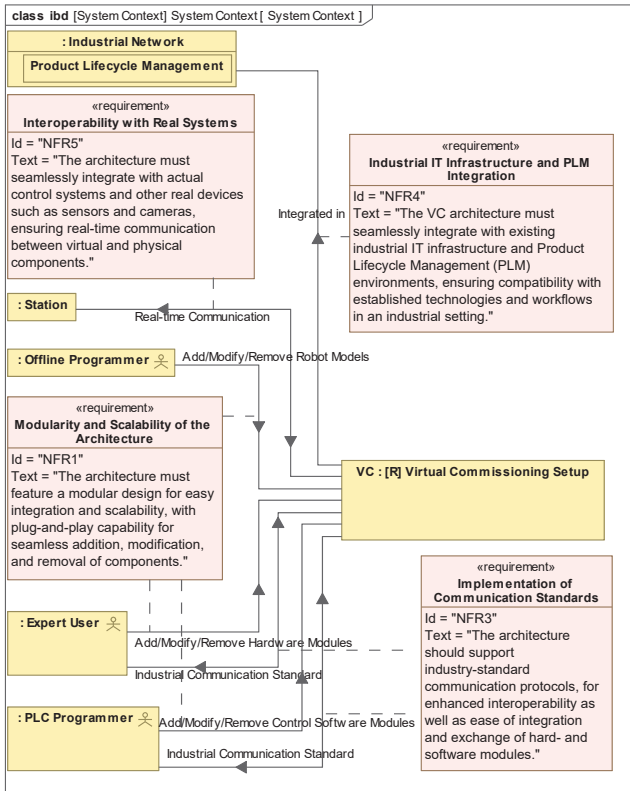 class ibd [System Context] System Context [ System Context ]
: Industrial Network
Product Lifecycle Management
«requirement»
Interoperability with Real Systems
Id = "NFR5"
Text = "The architecture must
seamlessly integrate with actual
control systems and other real devices
such as sensors and cameras,
ensuring real-time communication
between virtual and physical
components."
«requirement»
Industrial IT Infrastructure and PLM
Integration
Id = "NFR4"
Text = "The VC architecture must
seamlessly integrate with existing
industrial IT infrastructure and Product
Lifecycle Management (PLM)
environments, ensuring compatibility with
established technologies and workflows
in an industrial setting."
Integrated in
: Station
Real-time Communication
: Offline Programmer
Add/Modify/Remove Robot Models
«requirement»
Modularity and Scalability of the
Architecture
Id = "NFR1"
Text = "The architecture must
feature a modular design for easy
integration and scalability, with
plug-and-play capability for
seamless addition, modification,
and removal of components."
VC : [R] Virtual Commissioning Setup
«requirement»
Implementation of
Communication Standards
Id = "NFR3"
Text = "The architecture
should support
industry-standard
communication protocols, for
enhanced interoperability as
well as ease of integration
and exchange of hard- and
software modules."
: Expert User
Add/Modify/Remove Hardware Modules
Industrial Communication Standard
: PLC Programmer
Add/Modify/Remove Control Software Modules
Industrial Communication Standard